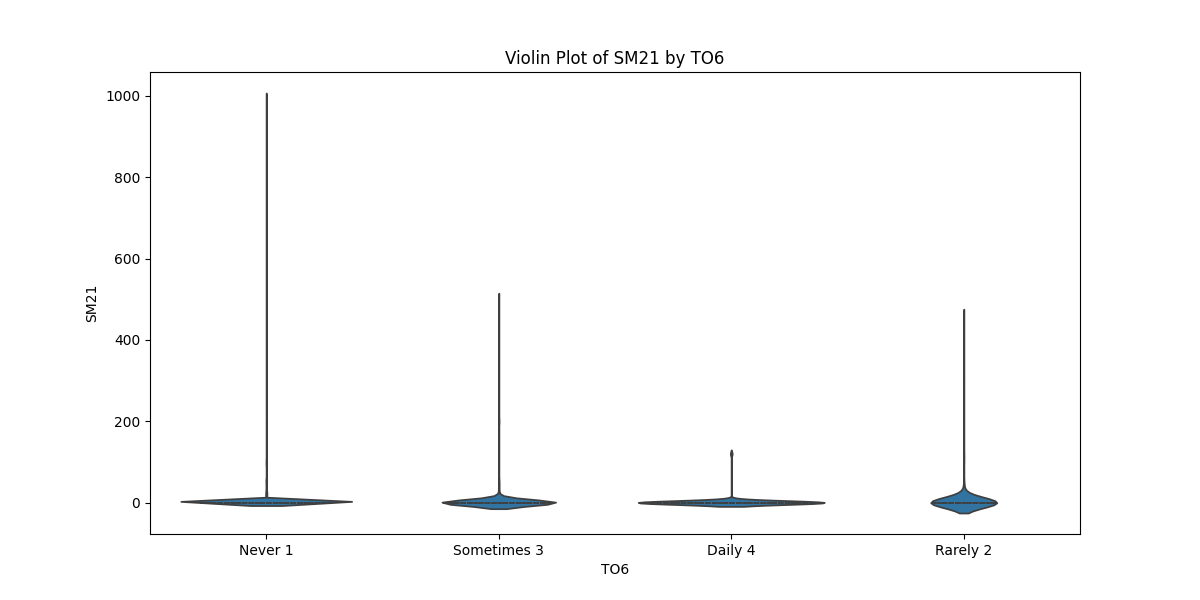 Violin Plot of SM21 by TO6
1000
800
600
400
200
0
SM21
Never 1
Sometimes 3
Daily 4
Rarely 2
TO6